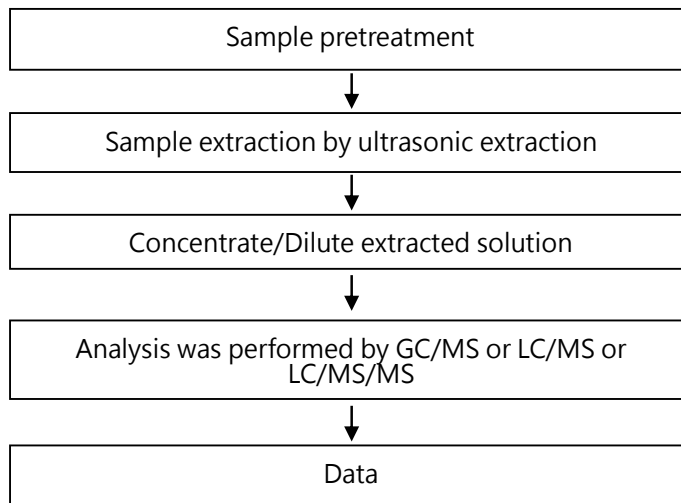 Sample pretreatment
Sample extraction by ultrasonic extraction
Concentrate/Dilute extracted solution
Analysis was performed by GC/MS or LC/MS or
LC/MS/MS
Data